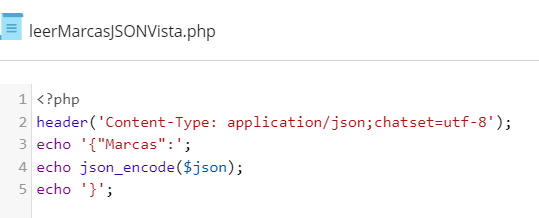 leerMarcasJSONVista.php
1 <?php
2 header('Content-Type: application/json;chatset=utf-8');
3 echo '{"Marcas":';
4 echo json_encode($json);
5 echo '}';